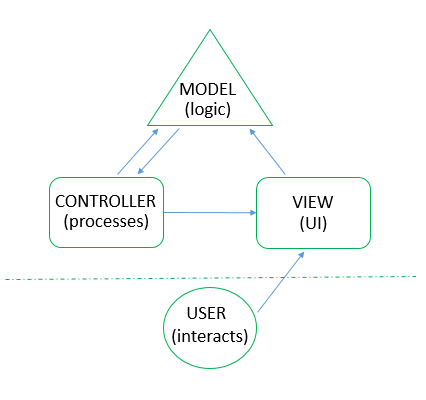 MODEL
(logic)
CONTROLLER
(processes)
VIEW
(UI)
USER
(interacts)